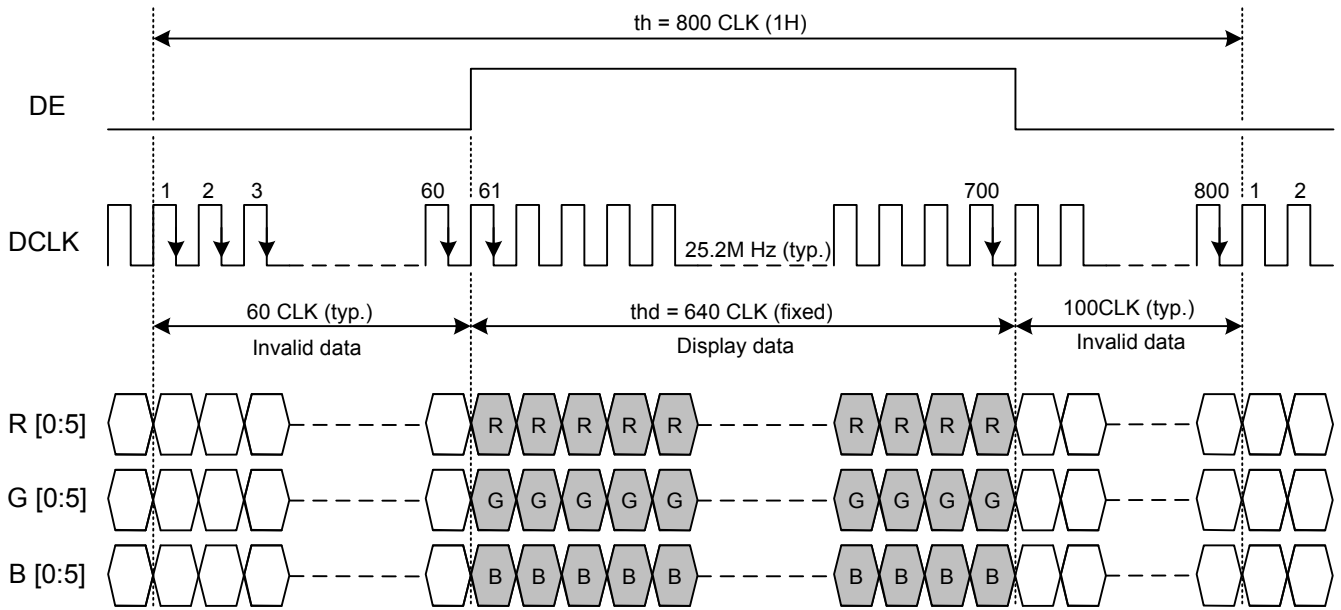 th = 800 CLK (1H)
DE
1 2 3 60 61 700 800 1 2
DCLK
25.2M Hz (typ.)
60 CLK (typ.) thd = 640 CLK (fixed) 100CLK (typ.)
Invalid data Display data Invalid data
R [0:5] R R R R R R R R R
G [0:5] G G G G G G G G G
B [0:5] B B B B B B B B B